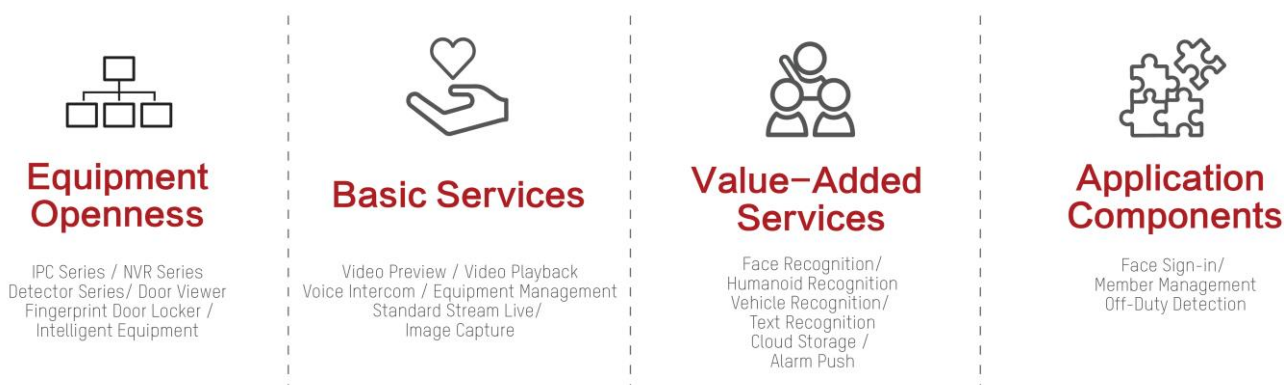 Equipment
Openness
IPC Series / NVR Series
Detector Series/ Door Viewer
Fingerprint Door Locker /
Intelligent Equipment
Basic Services
Video Preview / Video Playback
Voice Intercom / Equipment Management
Standard Stream Live/
Image Capture
Value-Added
Services
Face Recognition/
Humanoid Recognition
Vehicle Recognition/
Text Recognition
Cloud Storage /
Alarm Push
Application
Components
Face Sign-in/
Member Management
Off-Duty Detection